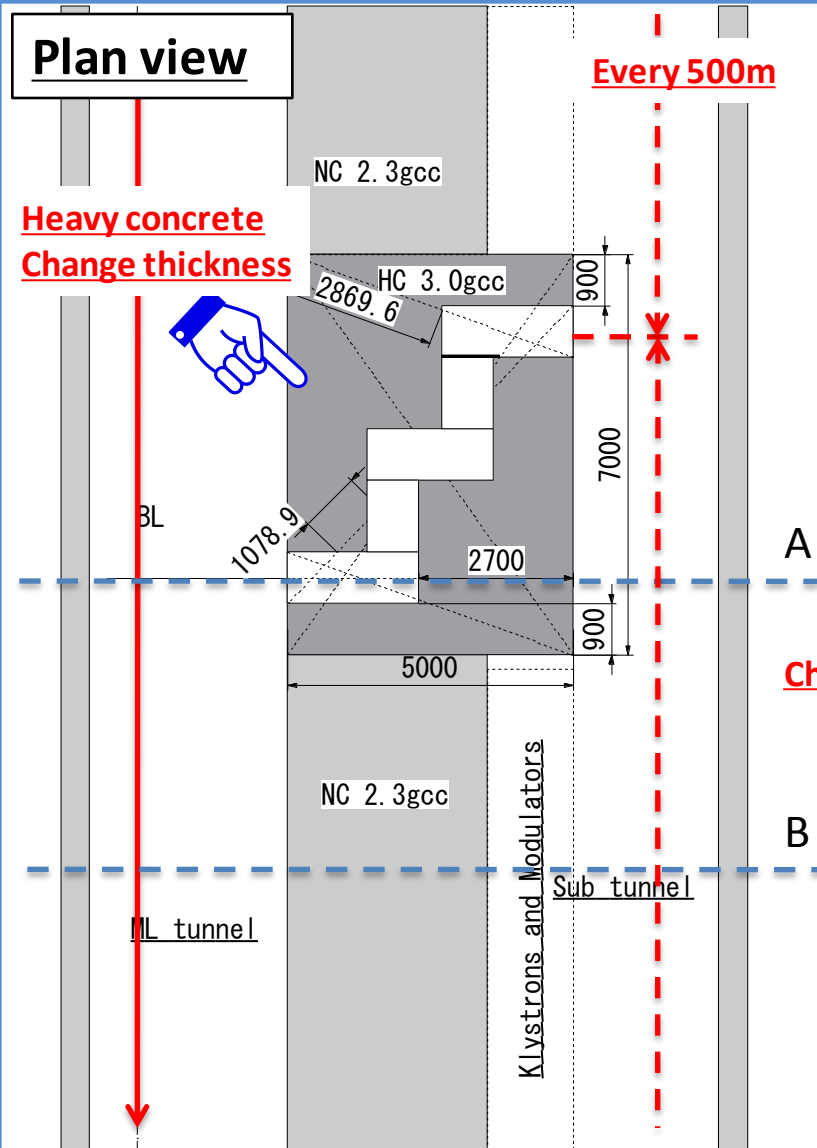 Plan view
Every 500m
NC 2.3gcc
Heavy concrete
Change thickness
HC 3.0gcc
2869.6
900
7000
1078.9
BL
2700
A
900
5000
Ch
NC 2.3gcc
Klystrons and Modulators
B
Sub tunnel
ML tunnel